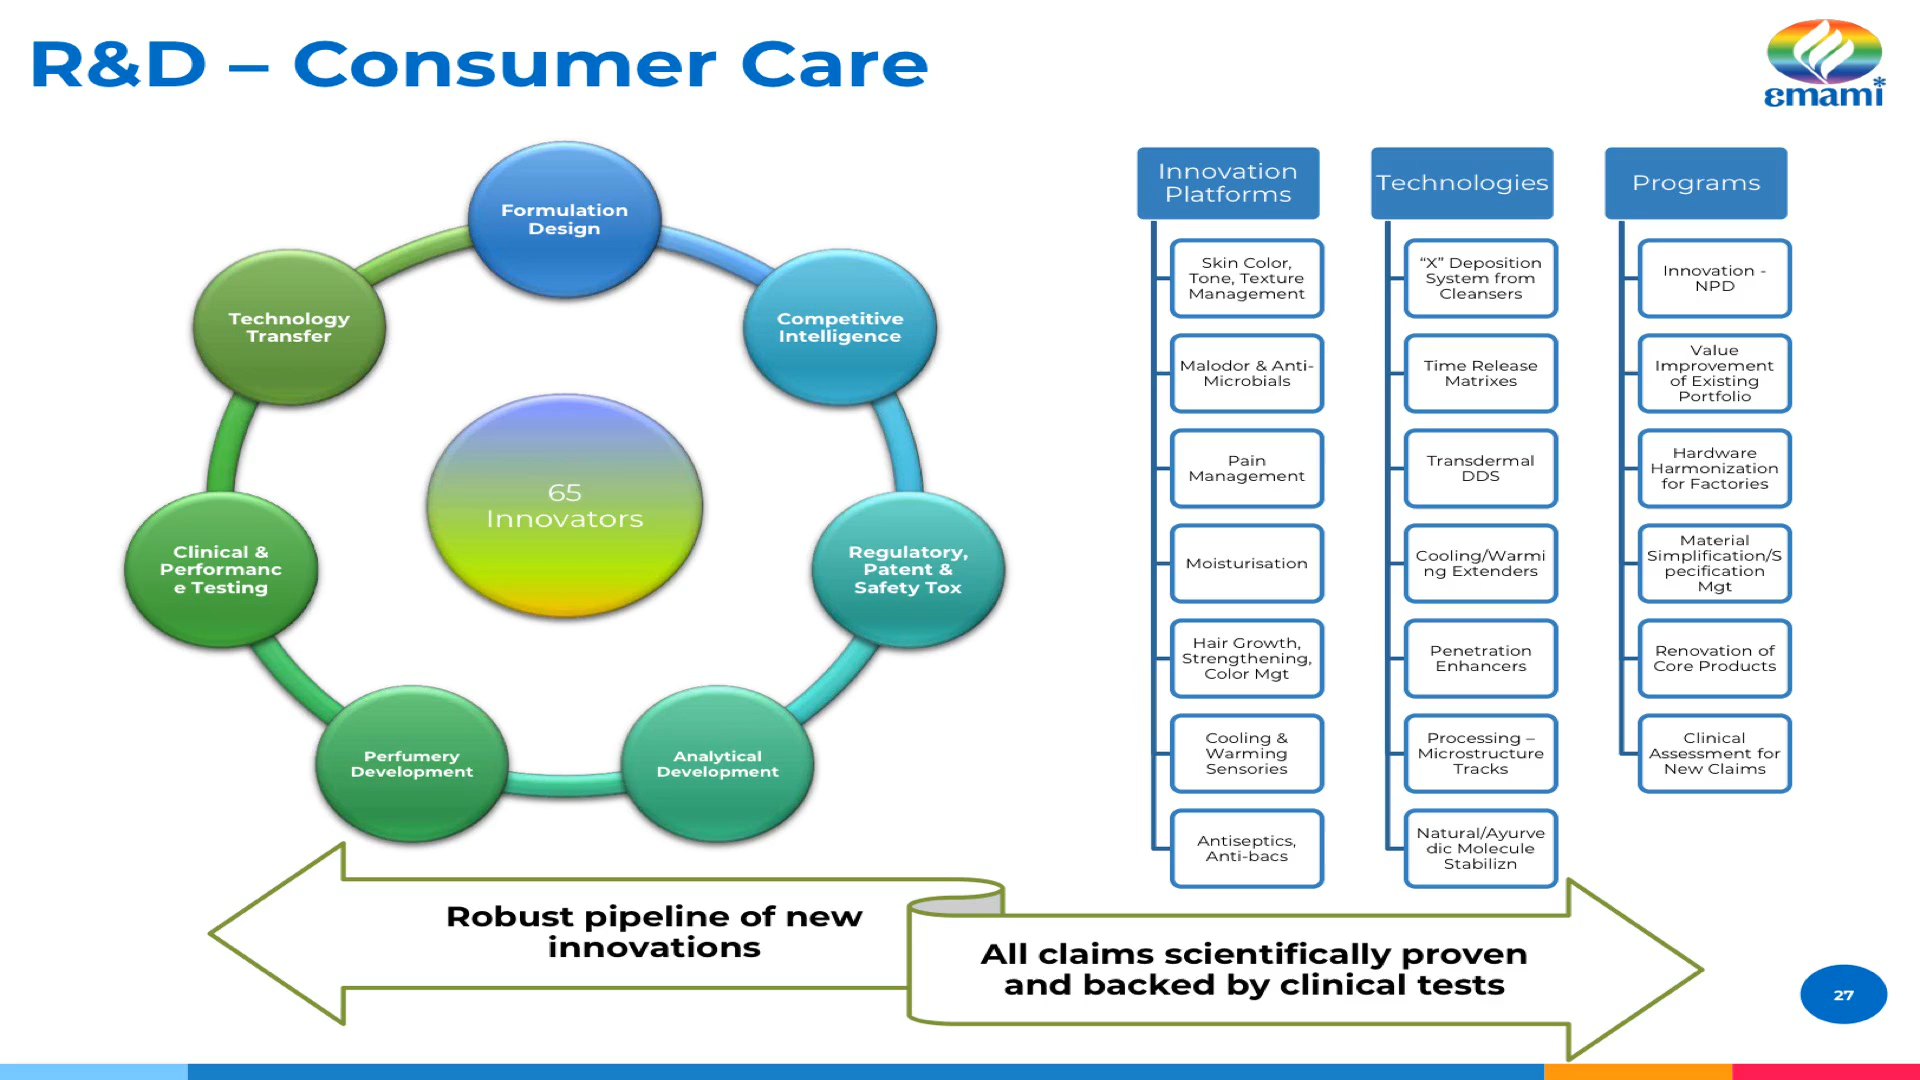 R&D – Consumer Care
εmami*
Formulation
Design
Competitive
Intelligence
Regulatory,
Patent &
Safety Tox
Analytical
Development
Perfumery
Development
Clinical &
Performanc
e Testing
Technology
Transfer
65
Innovators
Innovation
Platforms
Skin Color,
Tone, Texture
Management
Malodor & Anti-
Microbials
Pain
Management
Moisturisation
Hair Growth,
Strengthening,
Color Mgt
Cooling &
Warming
Sensories
Antiseptics,
Anti-bacs
Technologies
“X” Deposition
System from
Cleansers
Time Release
Matrixes
Transdermal
DDS
Cooling/Warmi
ng Extenders
Penetration
Enhancers
Processing –
Microstructure
Tracks
Natural/Ayurve
dic Molecule
Stabilizn
Programs
Innovation -
NPD
Value
Improvement
of Existing
Portfolio
Hardware
Harmonization
for Factories
Material
Simplification/S
pecification
Mgt
Renovation of
Core Products
Clinical
Assessment for
New Claims
Robust pipeline of new
innovations
All claims scientifically proven
and backed by clinical tests
27